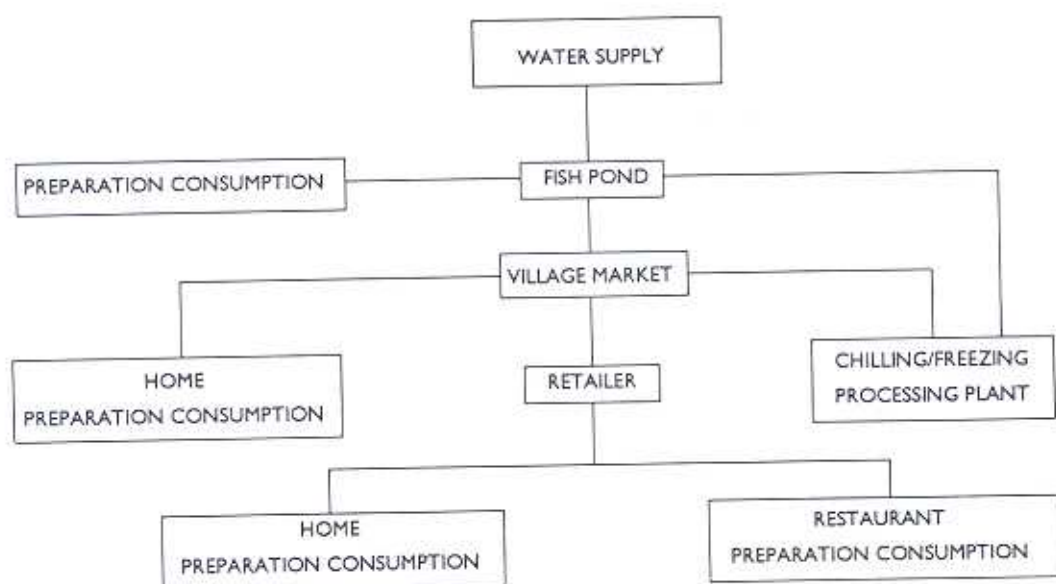 WATER SUPPLY
PREPARATION CONSUMPTION
FISH POND
VILLAGE MARKET
HOME
PREPARATION CONSUMPTION
RETAILER
CHILLING/FREEZING
PROCESSING PLANT
HOME
PREPARATION CONSUMPTION
RESTAURANT
PREPARATION CONSUMPTION